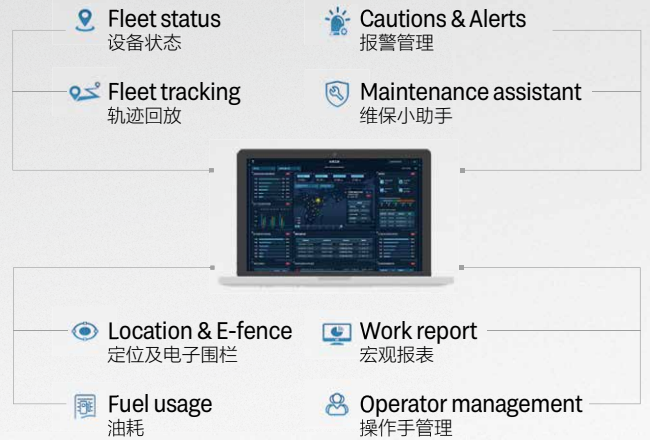 Fleet status
设备状态
Cautions & Alerts
报警管理
Fleet tracking
轨迹回放
Maintenance assistant
维保小助手
Location & E-fence
定位及电子围栏
Work report
宏观报表
Fuel usage
油耗
Operator management
操作手管理